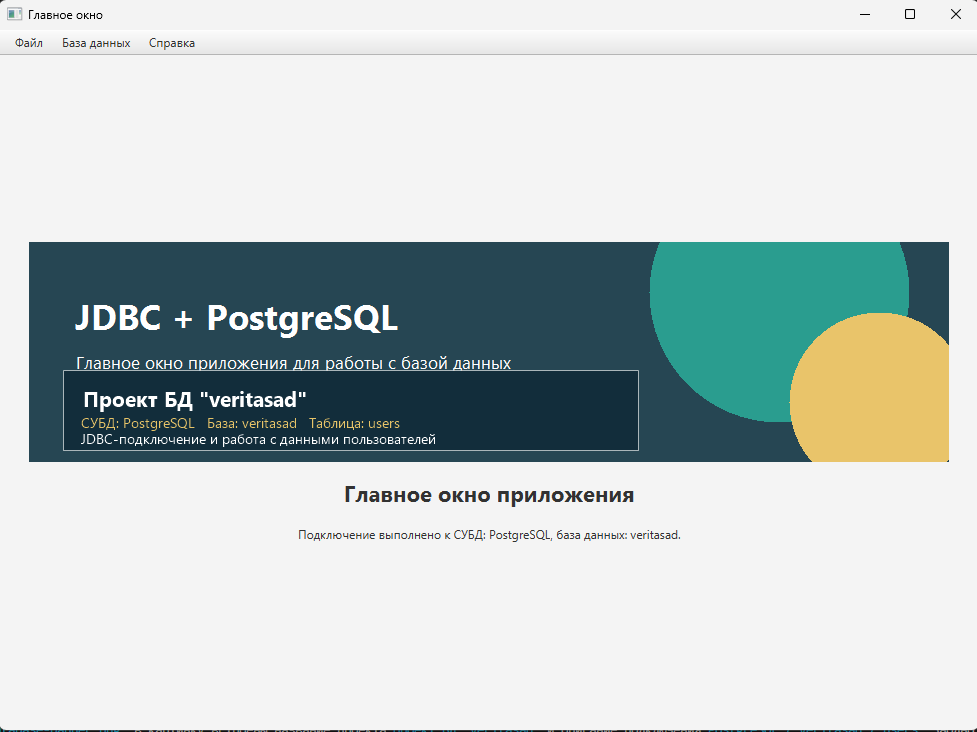 Главное окно
Файл База данных Справка
JDBC + PostgreSQL
Главное окно приложения для работы с базой данных
Проект БД "veritasad"
СУБД: PostgreSQL База: veritasad Таблица: users
JDBC-подключение и работа с данными пользователей
Главное окно приложения
Подключение выполнено к СУБД: PostgreSQL, база данных: veritasad.